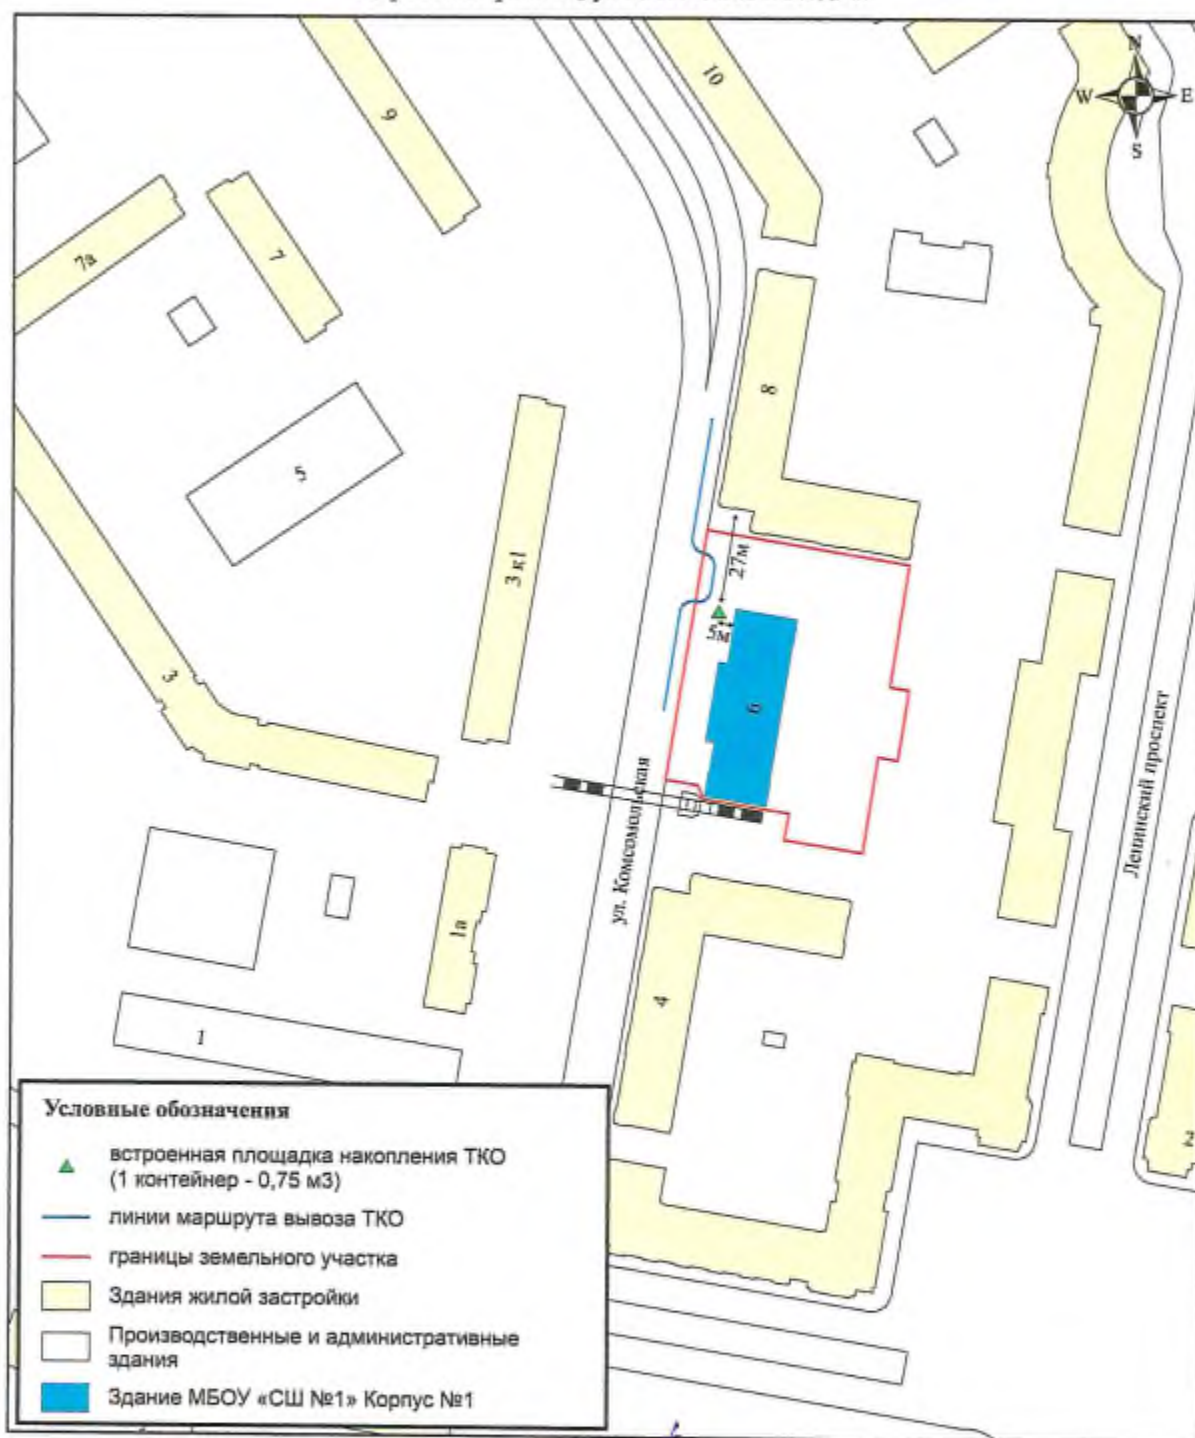 N
W
E
S
10
9
7а
7
8
5
3 к1
27м
5м
3
6
ул. Комсомольская
Ленинский проспект
1а
4
1
2
Условные обозначения
встроенная площадка накопления ТКО
(1 контейнер - 0,75 м3)
линии маршрута вывоза ТКО
границы земельного участка
Здания жилой застройки
Производственные и административные
здания
Здание МБОУ «СШ №1» Корпус №1